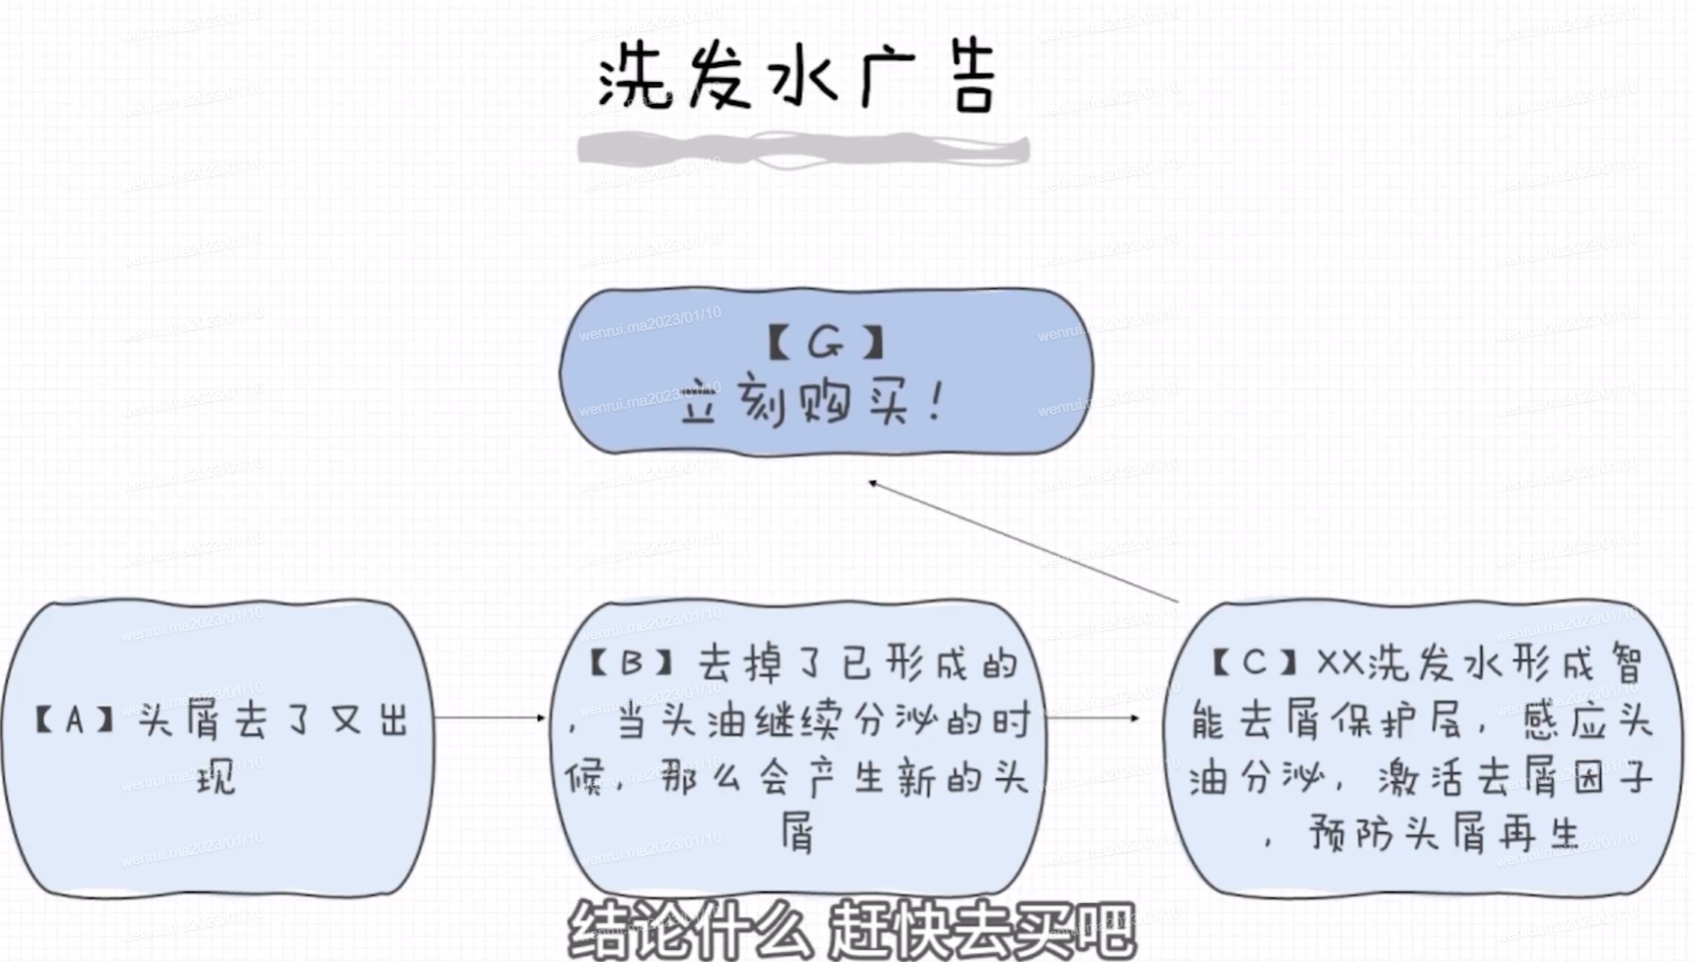 洗发水广告
【G】
立刻购买！
【A】头屑去了又出
现
【B】去掉了已形成的
，当头油继续分泌的时
候，那么会产生新的头
屑
【C】XX洗发水形成智
能去屑保护层，感应头
油分泌，激活去屑因子
，预防头屑再生
结论什么 赶快去买吧
wenrui.ma2023/01/10